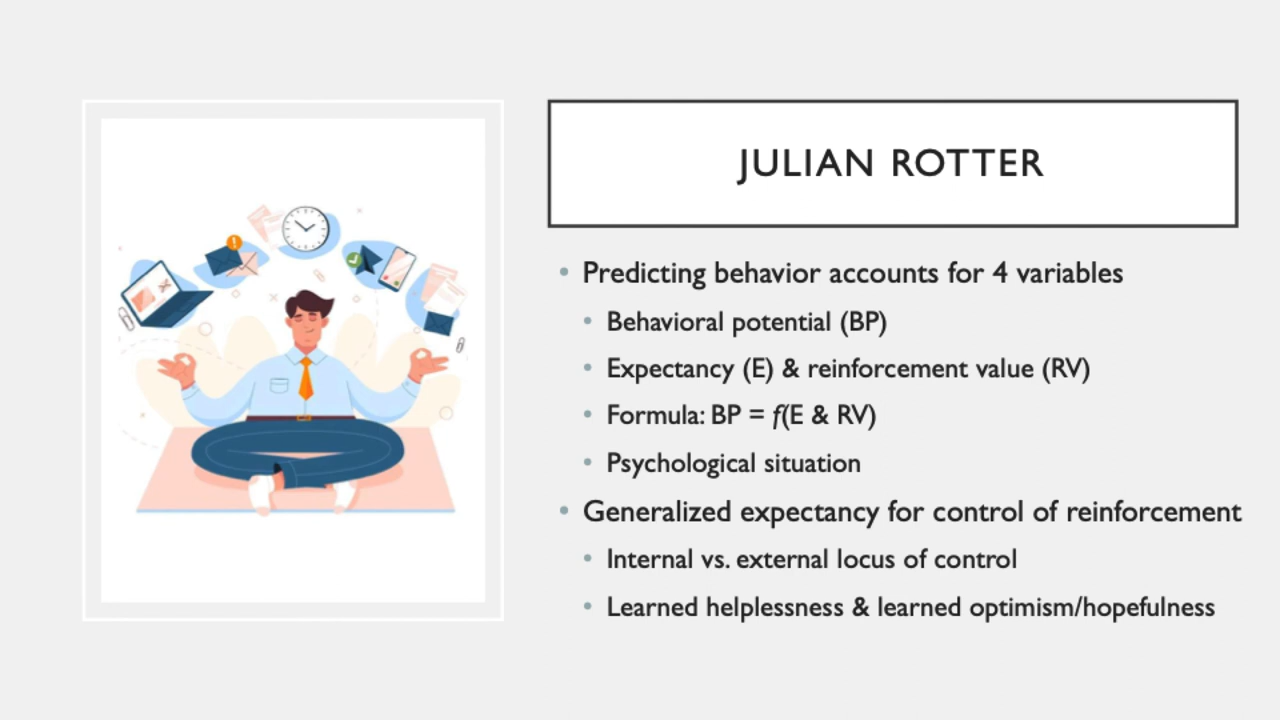 JULIAN ROTTER
• Predicting behavior accounts for 4 variables
• Behavioral potential (BP)
• Expectancy (E) & reinforcement value (RV)
• Formula: BP = f(E & RV)
• Psychological situation
• Generalized expectancy for control of reinforcement
• Internal vs. external locus of control
• Learned helplessness & learned optimism/hopefulness